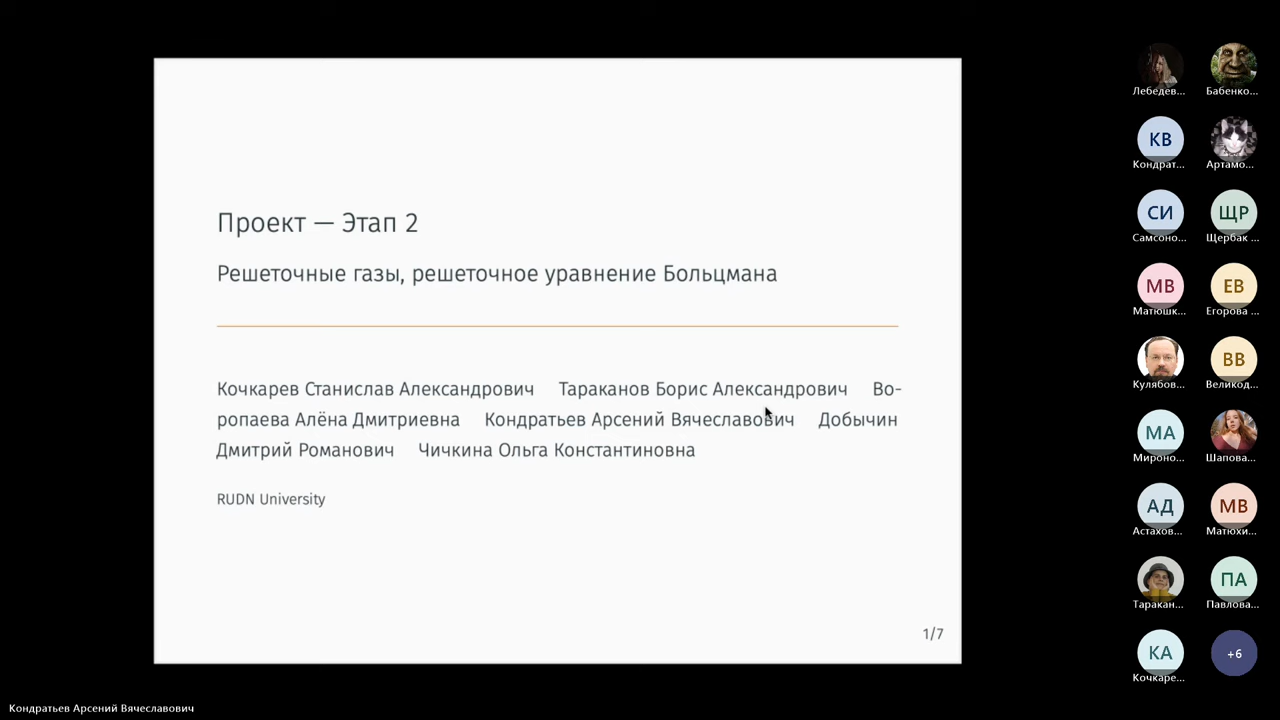 Проект — Этап 2
Решеточные газы, решеточное уравнение Больцмана
Кочкарев Станислав Александрович Тараканов Борис Александрович Во-
ропаева Алёна Дмитриевна Кондратьев Арсений Вячеславович Добычин
Дмитрий Романович Чичкина Ольга Константиновна
RUDN University
1/7
Лебедев... Бабенко...
КВ
Кондрат... Артамо...
СИ ЩР
Самсоно... Щербак ...
МВ ЕВ
Матюшк... Егорова ...
ВВ
Кулябов... Великод...
МА
Мироно... Шапова...
АД МВ
Астахов... Матюхи...
ПА
Таракан... Павлова...
КА +6
Кочкаре...
Кондратьев Арсений Вячеславович